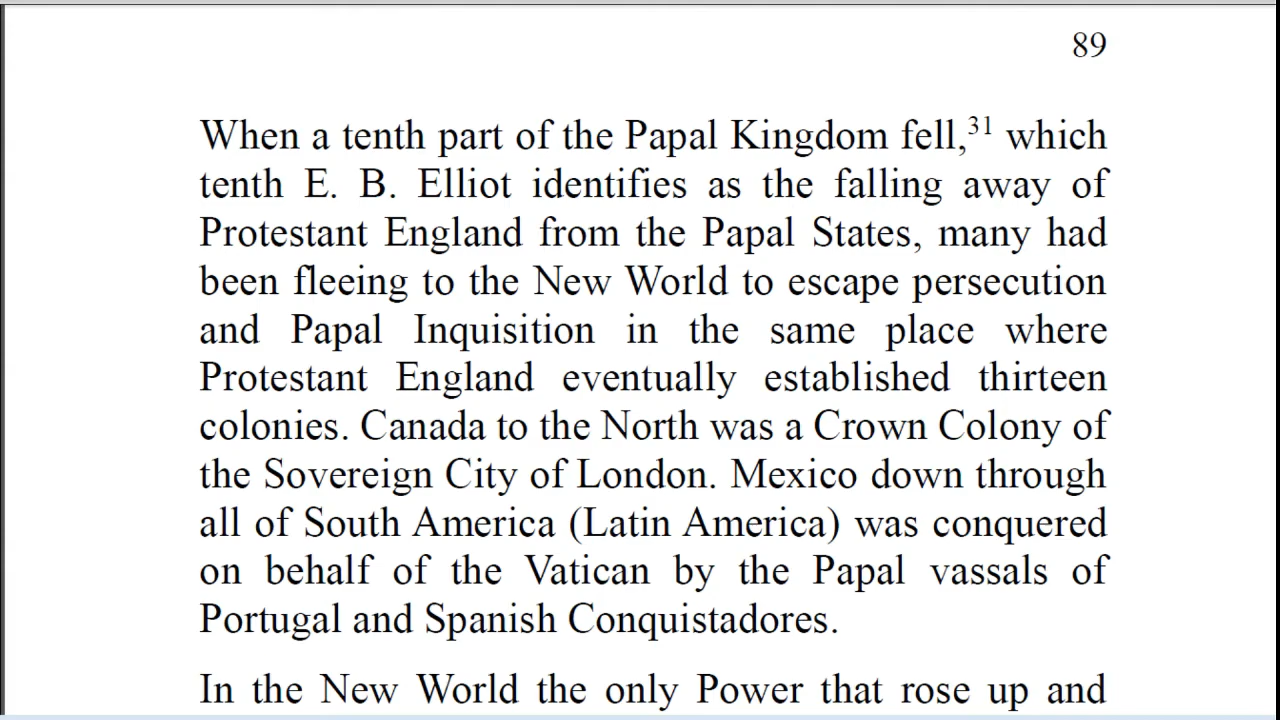 89
When a tenth part of the Papal Kingdom fell,31 which
tenth E. B. Elliot identifies as the falling away of
Protestant England from the Papal States, many had
been fleeing to the New World to escape persecution
and Papal Inquisition in the same place where
Protestant England eventually established thirteen
colonies. Canada to the North was a Crown Colony of
the Sovereign City of London. Mexico down through
all of South America (Latin America) was conquered
on behalf of the Vatican by the Papal vassals of
Portugal and Spanish Conquistadores.
In the New World the only Power that rose up and